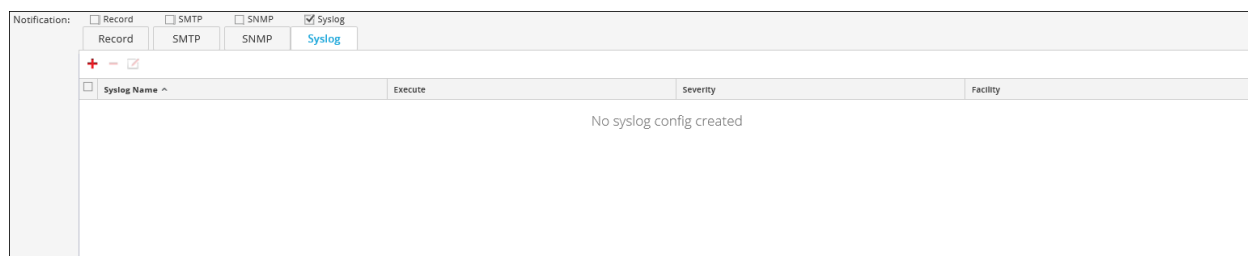 Notification: Record SMTP SNMP Syslog
Record SMTP SNMP Syslog
Syslog Name Execute Severity Facility
No syslog config created